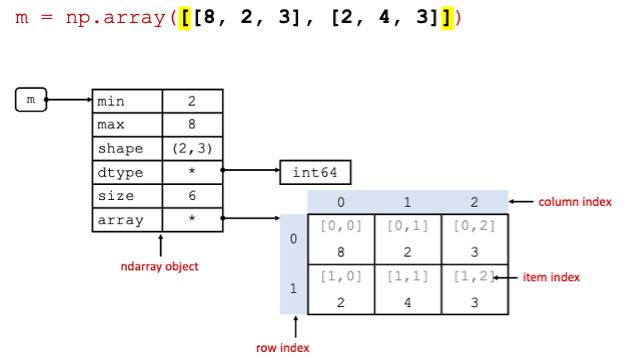 m = np.array([[8, 2, 3], [2, 4, 3]])
m
min 2
max 8
shape (2,3)
dtype *
size 6
array *
ndarray object
int64
0 1 2
column index
0
[0,0] [0,1] [0,2]
8 2 3
1
[1,0] [1,1] [1,2]
item index
2 4 3
row index